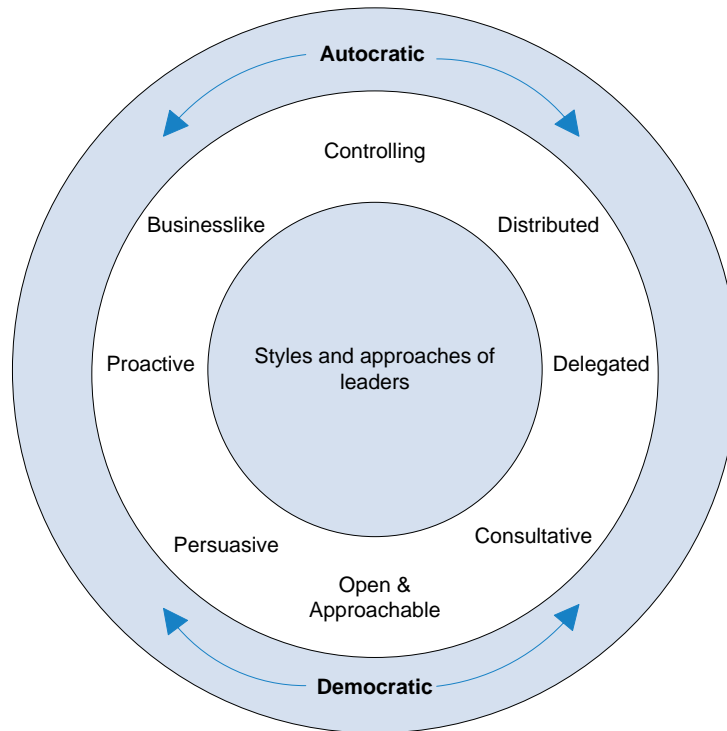 Autocratic
Controlling
Businesslike
Distributed
Styles and approaches of
leaders
Proactive
Delegated
Persuasive
Consultative
Open &
Approachable
Democratic